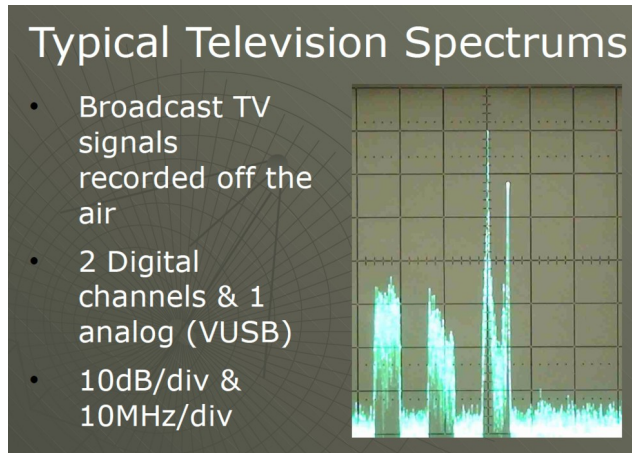 Typical Television Spectrums
• Broadcast TV
signals
recorded off the
air
• 2 Digital
channels & 1
analog (VUSB)
• 10dB/div &
10MHz/div